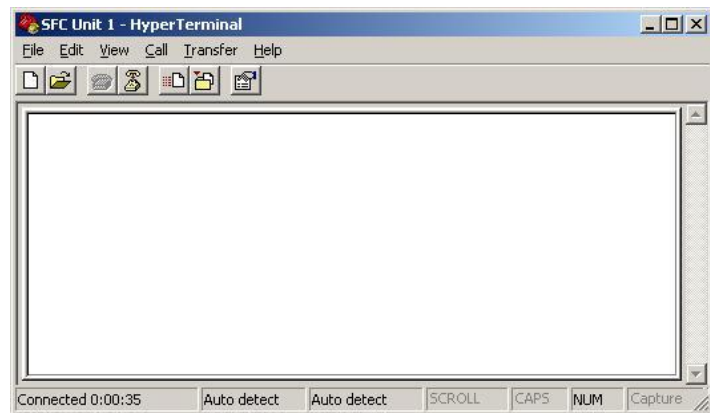 SFC Unit 1 - HyperTerminal
File Edit View Call Transfer Help
Connected 0:00:35 Auto detect Auto detect SCROLL CAPS NUM Capture